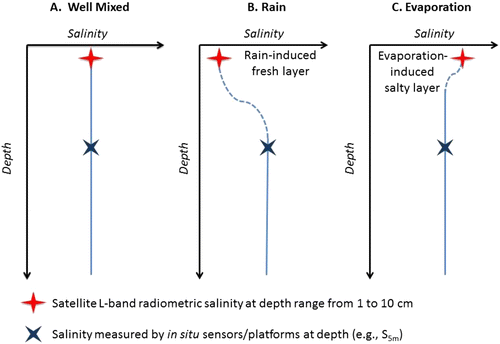 A. Well Mixed
B. Rain
C. Evaporation
Salinity
Salinity
Salinity
Rain-induced
fresh layer
Evaporation-
induced
salty layer
Depth
Depth
Depth
Satellite L-band radiometric salinity at depth range from 1 to 10 cm
Salinity measured by in situ sensors/platforms at depth (e.g., S5m)